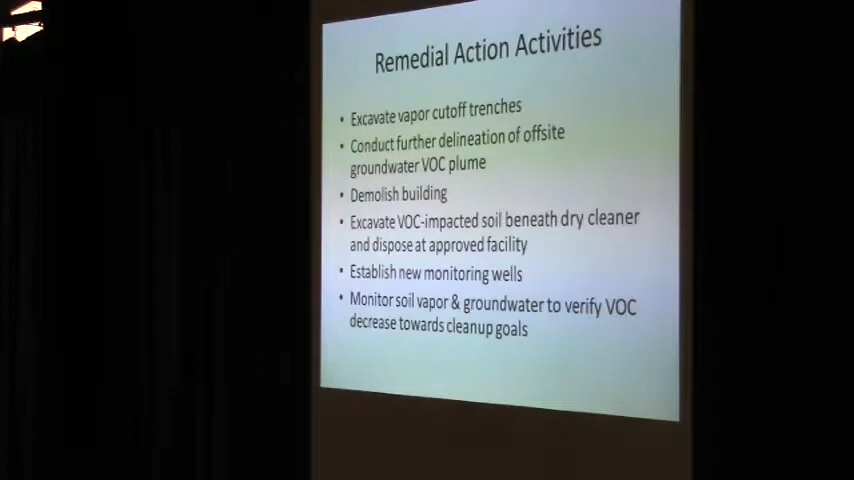 Remedial Action Activities
• Excavate vapor cutoff trenches
• Conduct further delineation of offsite
groundwater VOC plume
• Demolish building
• Excavate VOC-impacted soil beneath dry cleaner
and dispose at approved facility
• Establish new monitoring wells
• Monitor soil vapor & groundwater to verify VOC
decrease towards cleanup goals